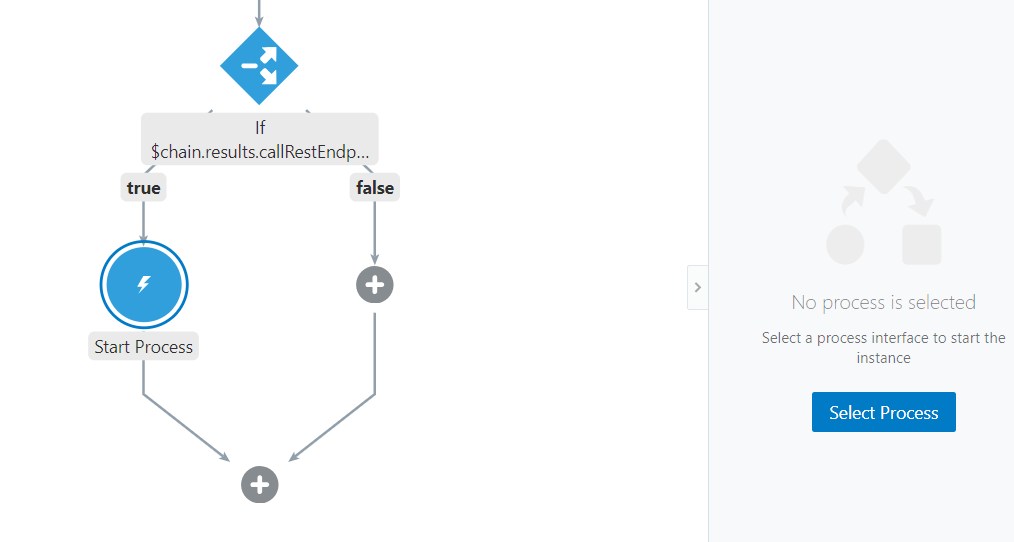 If
$chain.results.callRestEndp...
true
false
Start Process
No process is selected
Select a process interface to start the
instance
Select Process